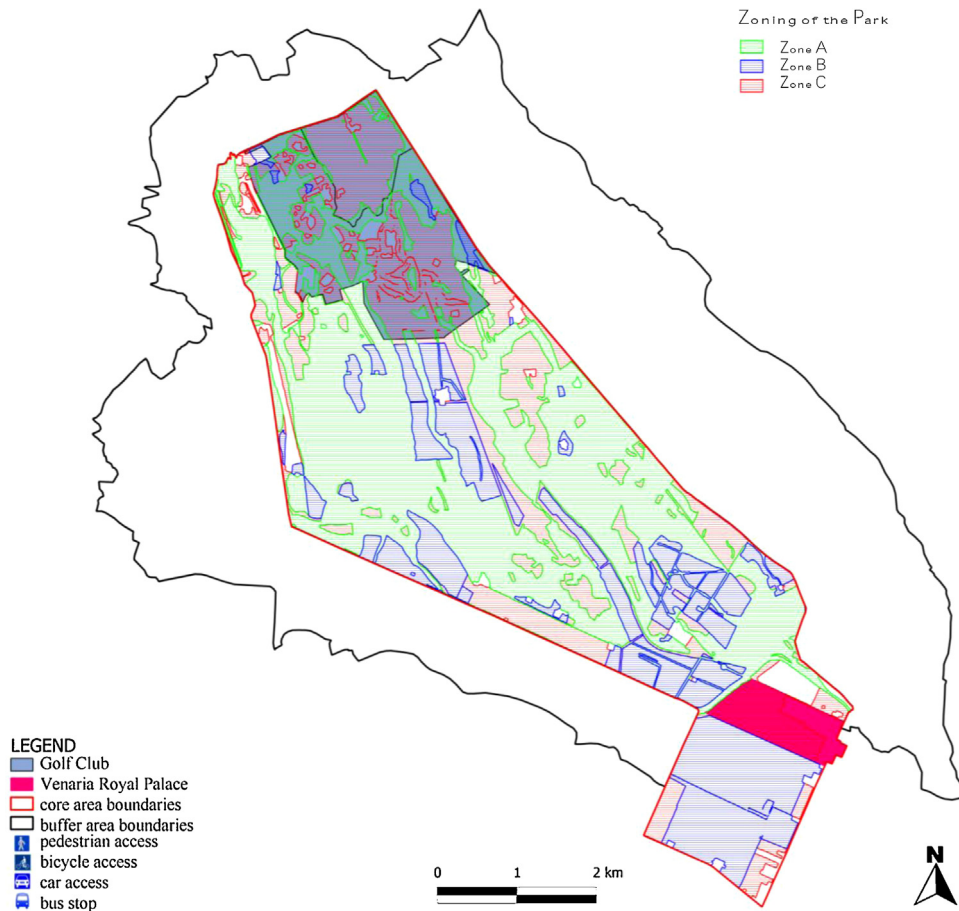 Zoning of the Park
Zone A
Zone B
Zone C
LEGEND
Golf Club
Venaria Royal Palace
core area boundaries
buffer area boundaries
pedestrian access
bicycle access
car access
bus stop
0 1 2 km
N